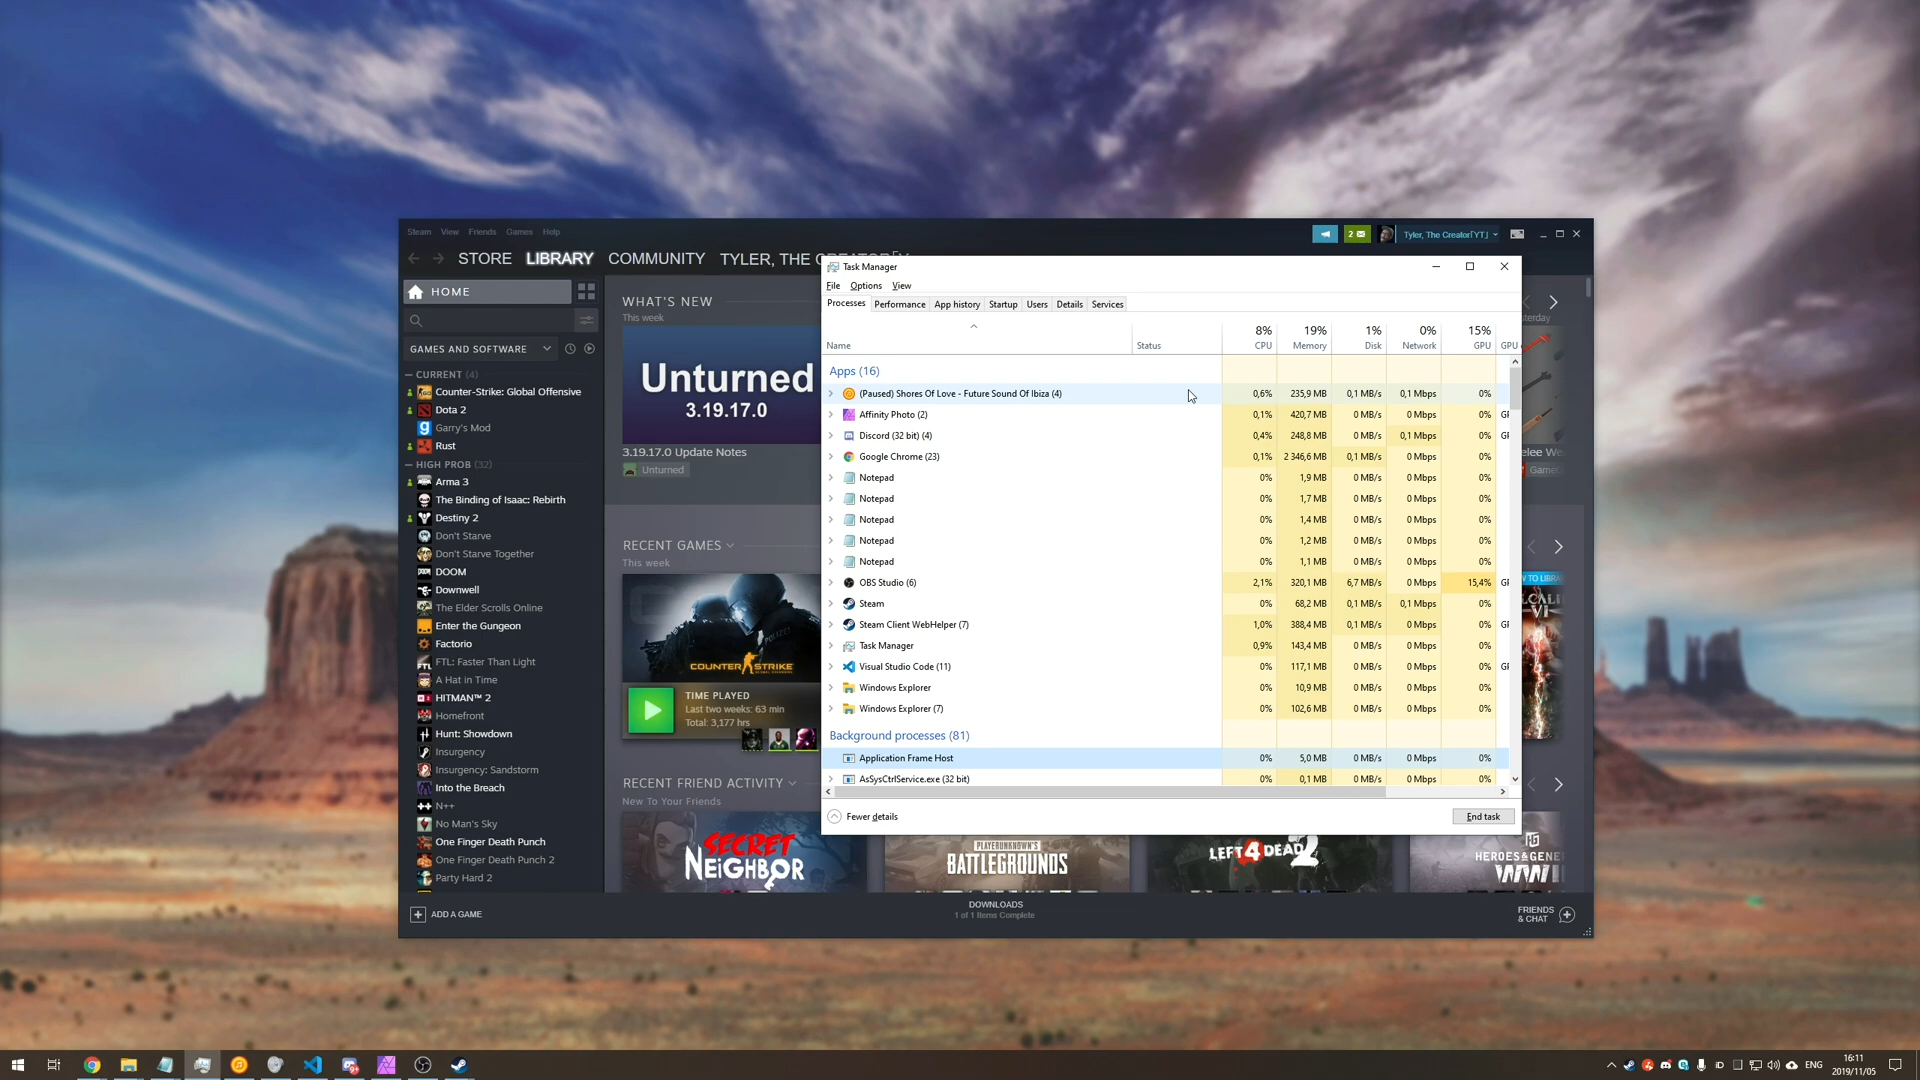 Steam View Friends Games Help
2
Tyler, The Creator「YT」
STORE LIBRARY COMMUNITY TYLER, THE CREATOR「Y
HOME
GAMES AND SOFTWARE
CURRENT (4)
Counter-Strike: Global Offensive
Dota 2
Garry's Mod
Rust
HIGH PROB (32)
Arma 3
The Binding of Isaac: Rebirth
Destiny 2
Don't Starve
Don't Starve Together
DOOM
Downwell
The Elder Scrolls Online
Enter the Gungeon
Factorio
FTL: Faster Than Light
A Hat in Time
HITMAN™ 2
Homefront
Hunt: Showdown
Insurgency
Insurgency: Sandstorm
Into the Breach
N++
No Man's Sky
One Finger Death Punch
One Finger Death Punch 2
Party Hard 2
ADD A GAME
WHAT'S NEW
This week
Unturned
3.19.17.0
3.19.17.0 Update Notes
Unturned
RECENT GAMES
This week
COUNTER STRIKE
TIME PLAYED
Last two weeks: 63 min
Total: 3,177 hrs
RECENT FRIEND ACTIVITY
New To Your Friends
SECRET NEIGHBOR
PLAYERUNKNOWN'S
BATTLEGROUNDS
LEFT 4 DEAD 2
HEROES & GENE
WWII
DOWNLOADS
1 of 1 Items Complete
FRIENDS
& CHAT
Task Manager
File Options View
Processes Performance App history Startup Users Details Services
8% 19% 1% 0% 15%
Name Status CPU Memory Disk Network GPU GPU
Apps (16)
(Paused) Shores Of Love - Future Sound Of Ibiza (4) 0,6% 235,9 MB 0,1 MB/s 0,1 Mbps 0%
Affinity Photo (2) 0,1% 420,7 MB 0 MB/s 0 Mbps 0%
Discord (32 bit) (4) 0,4% 248,8 MB 0 MB/s 0,1 Mbps 0%
Google Chrome (23) 0,1% 2 346,6 MB 0,1 MB/s 0 Mbps 0%
Notepad 0% 1,9 MB 0 MB/s 0 Mbps 0%
Notepad 0% 1,7 MB 0 MB/s 0 Mbps 0%
Notepad 0% 1,4 MB 0 MB/s 0 Mbps 0%
Notepad 0% 1,2 MB 0 MB/s 0 Mbps 0%
Notepad 0% 1,1 MB 0 MB/s 0 Mbps 0%
OBS Studio (6) 2,1% 320,1 MB 6,7 MB/s 0 Mbps 15,4%
Steam 0% 68,2 MB 0,1 MB/s 0,1 Mbps 0%
Steam Client WebHelper (7) 1,0% 388,4 MB 0,1 MB/s 0 Mbps 0%
Task Manager 0,9% 143,4 MB 0 MB/s 0 Mbps 0%
Visual Studio Code (11) 0% 117,1 MB 0 MB/s 0 Mbps 0%
Windows Explorer 0% 10,9 MB 0 MB/s 0 Mbps 0%
Windows Explorer (7) 0% 102,6 MB 0 MB/s 0 Mbps 0%
Background processes (81)
Application Frame Host 0% 5,0 MB 0 MB/s 0 Mbps 0%
AsSysCtrlService.exe (32 bit) 0% 0,1 MB 0 MB/s 0 Mbps 0%
Fewer details
End task
ENG
16:11
2019/11/05